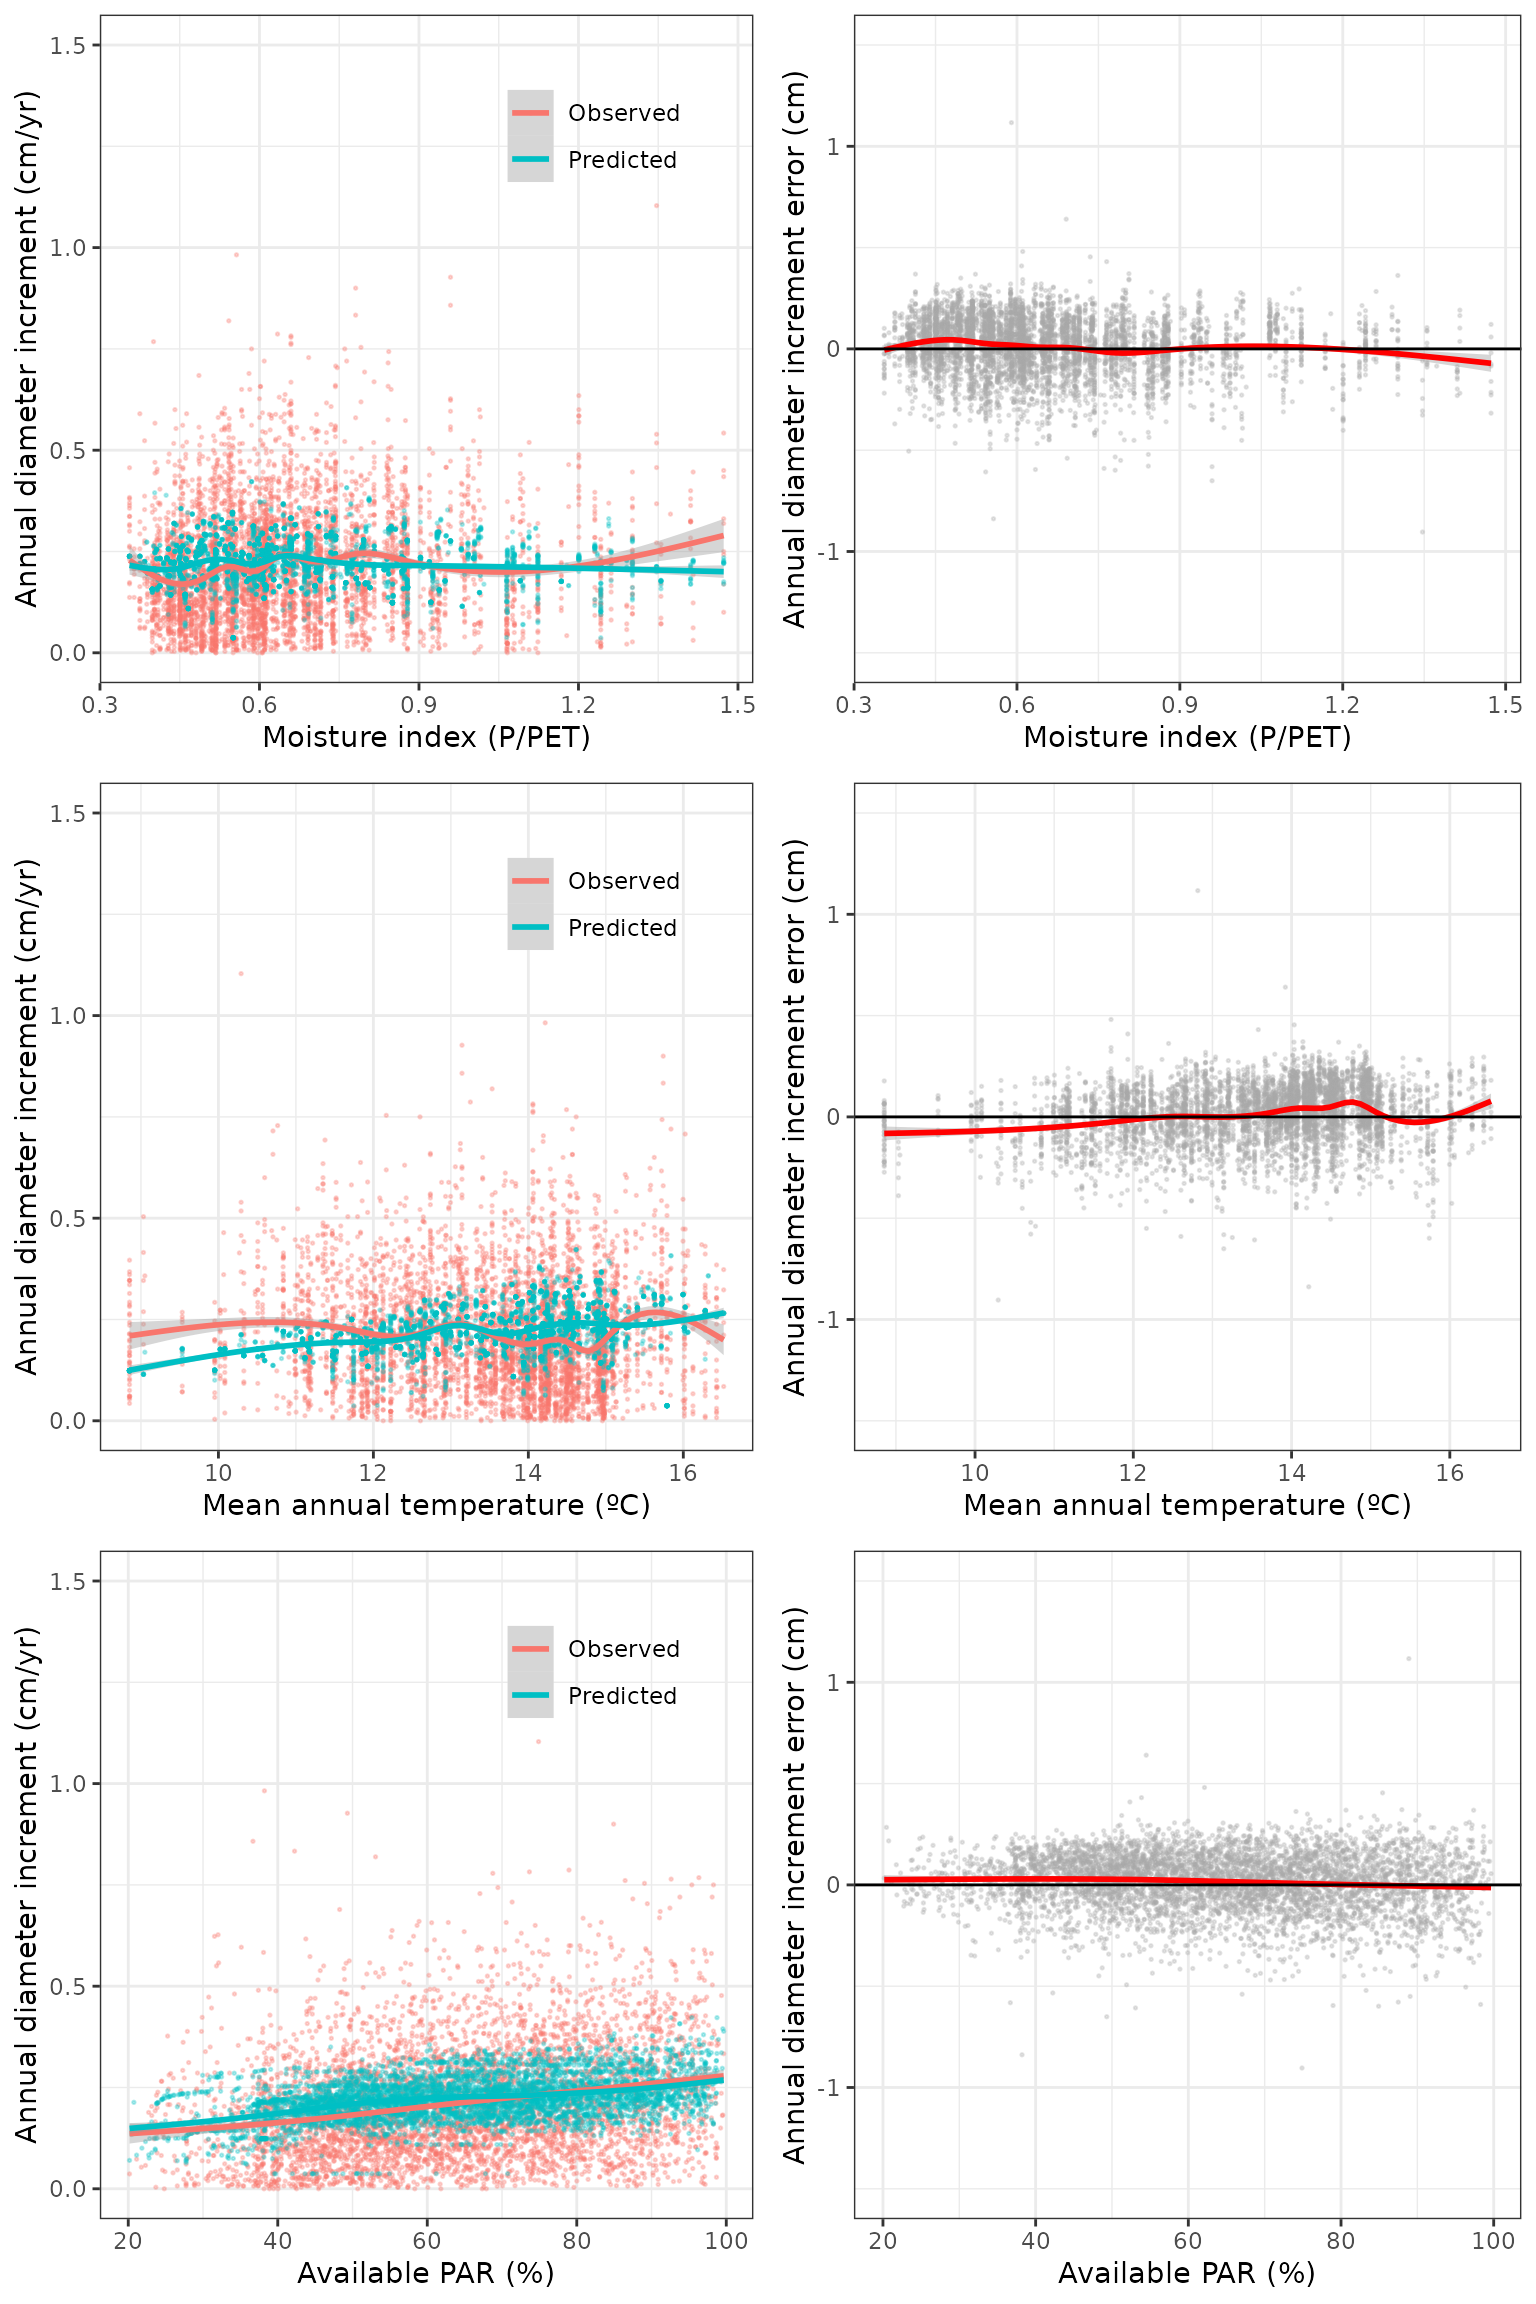 Annual diameter increment (cm/yr)
1.5
1.0
0.5
0.0
Observed
Predicted
0.3 0.6 0.9 1.2 1.5
Moisture index (P/PET)
Annual diameter increment error (cm)
1
0
-1
0.3 0.6 0.9 1.2 1.5
Moisture index (P/PET)
Annual diameter increment (cm/yr)
1.5
1.0
0.5
0.0
Observed
Predicted
10 12 14 16
Mean annual temperature (ºC)
Annual diameter increment error (cm)
1
0
-1
10 12 14 16
Mean annual temperature (ºC)
Annual diameter increment (cm/yr)
1.5
1.0
0.5
0.0
Observed
Predicted
20 40 60 80 100
Available PAR (%)
Annual diameter increment error (cm)
1
0
-1
20 40 60 80 100
Available PAR (%)